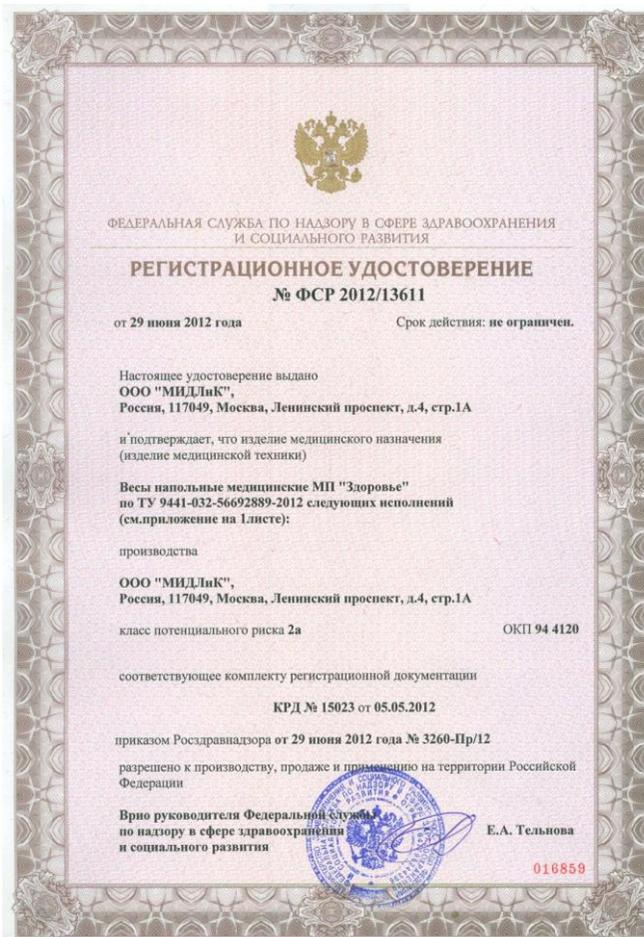 ФЕДЕРАЛЬНАЯ СЛУЖБА ПО НАДЗОРУ В СФЕРЕ ЗДРАВООХРАНЕНИЯ
И СОЦИАЛЬНОГО РАЗВИТИЯ
РЕГИСТРАЦИОННОЕ УДОСТОВЕРЕНИЕ
№ ФСР 2012/13611
от 29 июня 2012 года Срок действия: не ограничен.
Настоящее удостоверение выдано
ООО "МИДЛиК",
Россия, 117049, Москва, Ленинский проспект, д.4, стр.1А
и подтверждает, что изделие медицинского назначения
(изделие медицинской техники)
Весы напольные медицинские МП "Здоровье"
по ТУ 9441-032-56692889-2012 следующих исполнений
(см.приложение на 1листе):
производства
ООО "МИДЛиК",
Россия, 117049, Москва, Ленинский проспект, д.4, стр.1А
класс потенциального риска 2а ОКП 94 4120
соответствующее комплекту регистрационной документации
КРД № 15023 от 05.05.2012
приказом Росздравнадзора от 29 июня 2012 года № 3260-Пр/12
разрешено к производству, продаже и применению на территории Российской
Федерации
Врио руководителя Федеральной службы
по надзору в сфере здравоохранения
и социального развития
Е.А. Тельнова
016859